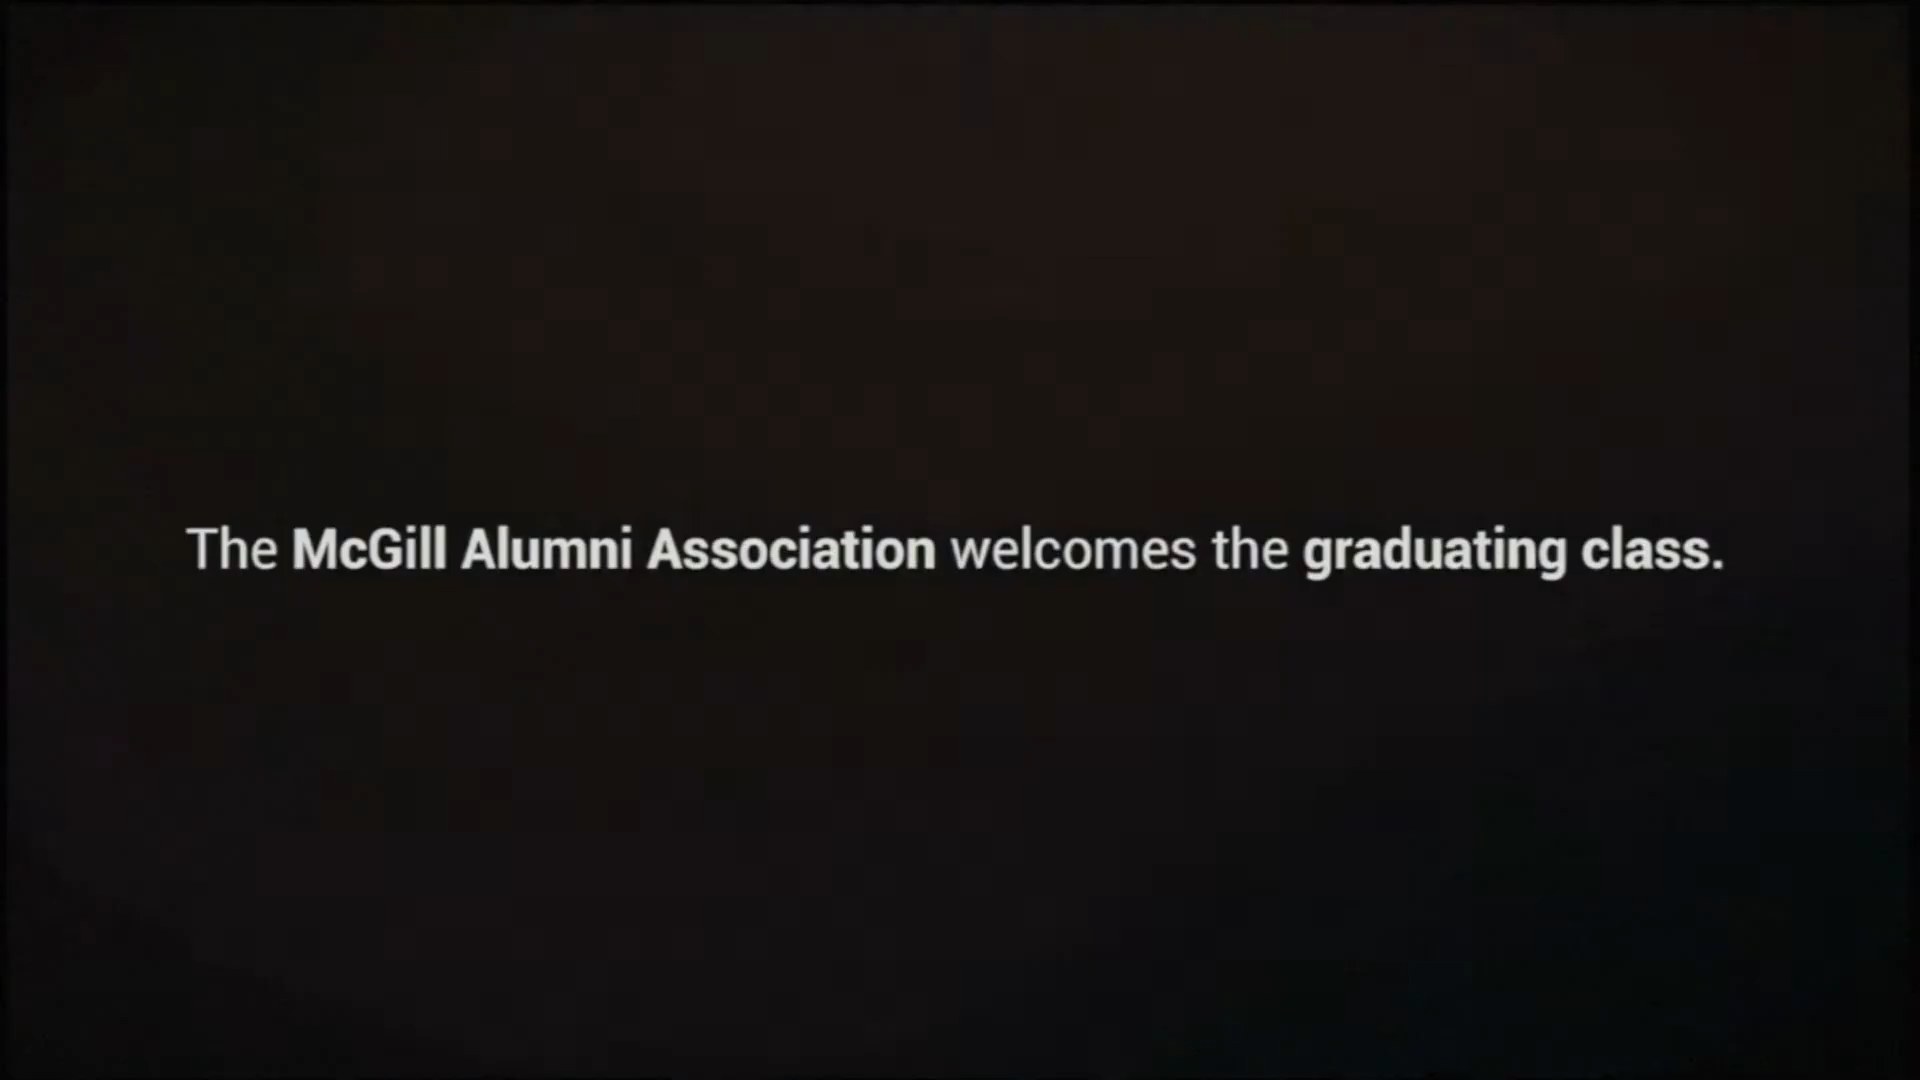 The McGill Alumni Association welcomes the graduating class.